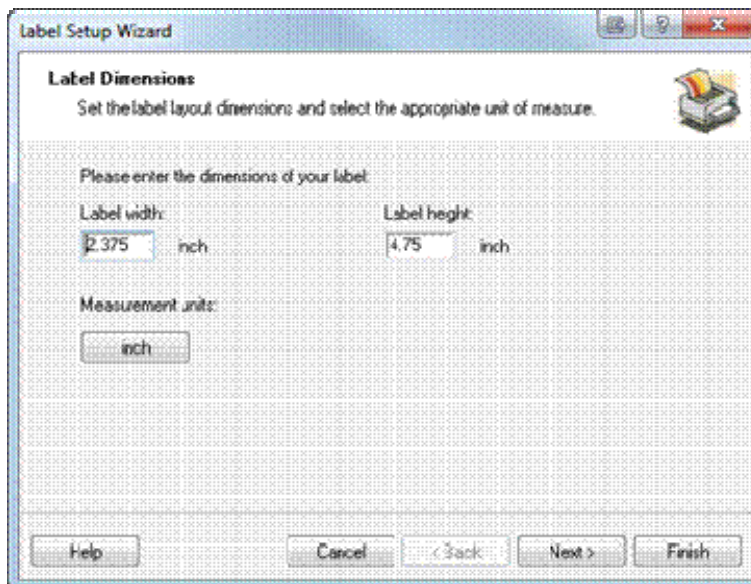 Label Setup Wizard
Label Dimensions
Set the label layout dimensions and select the appropriate unit of measure.
Please enter the dimensions of your label:
Label width: Label height:
2.375 inch 4.75 inch
Measurement units:
inch
Help Cancel < Back Next > Finish